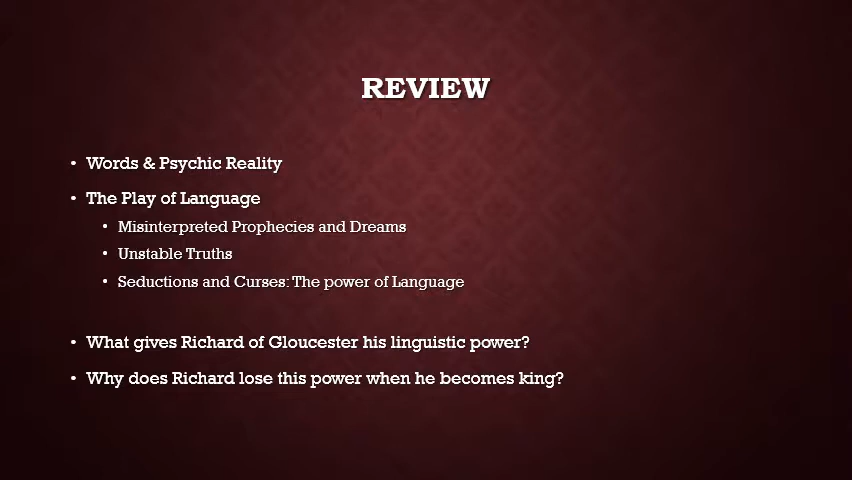 REVIEW
• Words & Psychic Reality
• The Play of Language
• Misinterpreted Prophecies and Dreams
• Unstable Truths
• Seductions and Curses: The power of Language
• What gives Richard of Gloucester his linguistic power?
• Why does Richard lose this power when he becomes king?